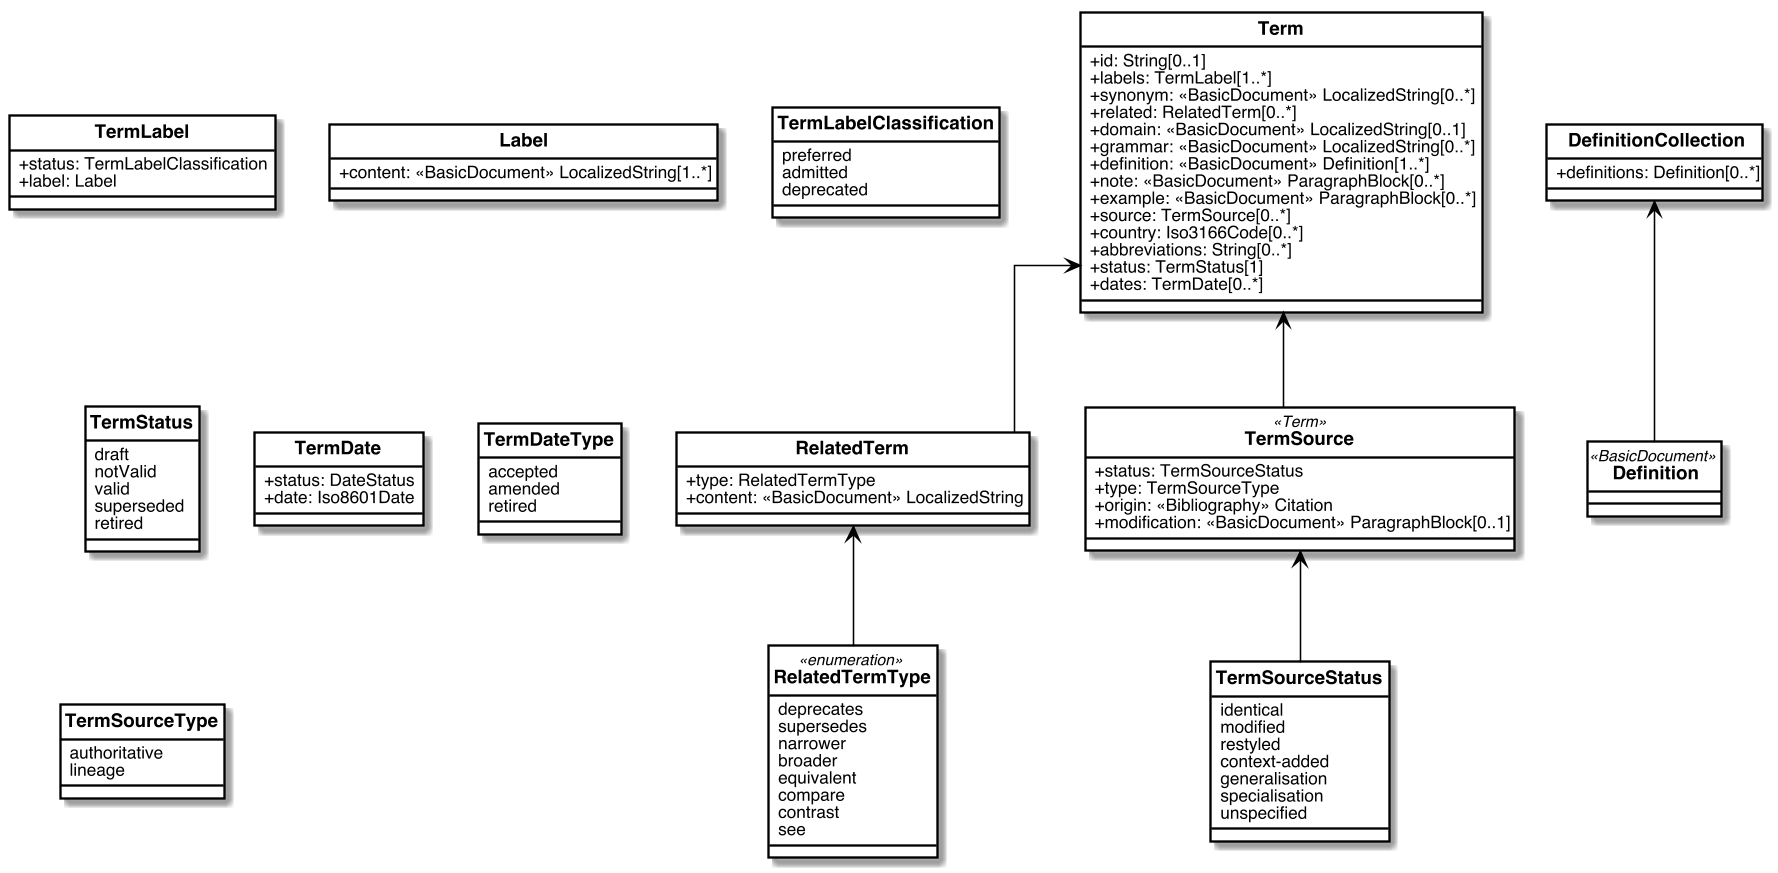 Term
+id: String[0..1]
+labels: TermLabel[1..*]
+synonym: «BasicDocument» LocalizedString[0..*]
+related: RelatedTerm[0..*]
+domain: «BasicDocument» LocalizedString[0..1]
+grammar: «BasicDocument» LocalizedString[0..*]
+definition: «BasicDocument» Definition[1..*]
+note: «BasicDocument» ParagraphBlock[0..*]
+example: «BasicDocument» ParagraphBlock[0..*]
+source: TermSource[0..*]
+country: Iso3166Code[0..*]
+abbreviations: String[0..*]
+status: TermStatus[1]
+dates: TermDate[0..*]
TermLabel
+status: TermLabelClassification
+label: Label
Label
+content: «BasicDocument» LocalizedString[1..*]
TermLabelClassification
preferred
admitted
deprecated
DefinitionCollection
+definitions: Definition[0..*]
TermStatus
draft
notValid
valid
superseded
retired
TermDate
+status: DateStatus
+date: Iso8601Date
TermDateType
accepted
amended
retired
RelatedTerm
+type: RelatedTermType
+content: «BasicDocument» LocalizedString
«Term»
TermSource
+status: TermSourceStatus
+type: TermSourceType
+origin: «Bibliography» Citation
+modification: «BasicDocument» ParagraphBlock[0..1]
«BasicDocument»
Definition
TermSourceType
authoritative
lineage
«enumeration»
RelatedTermType
deprecates
supersedes
narrower
broader
equivalent
compare
contrast
see
TermSourceStatus
identical
modified
restyled
context-added
generalisation
specialisation
unspecified